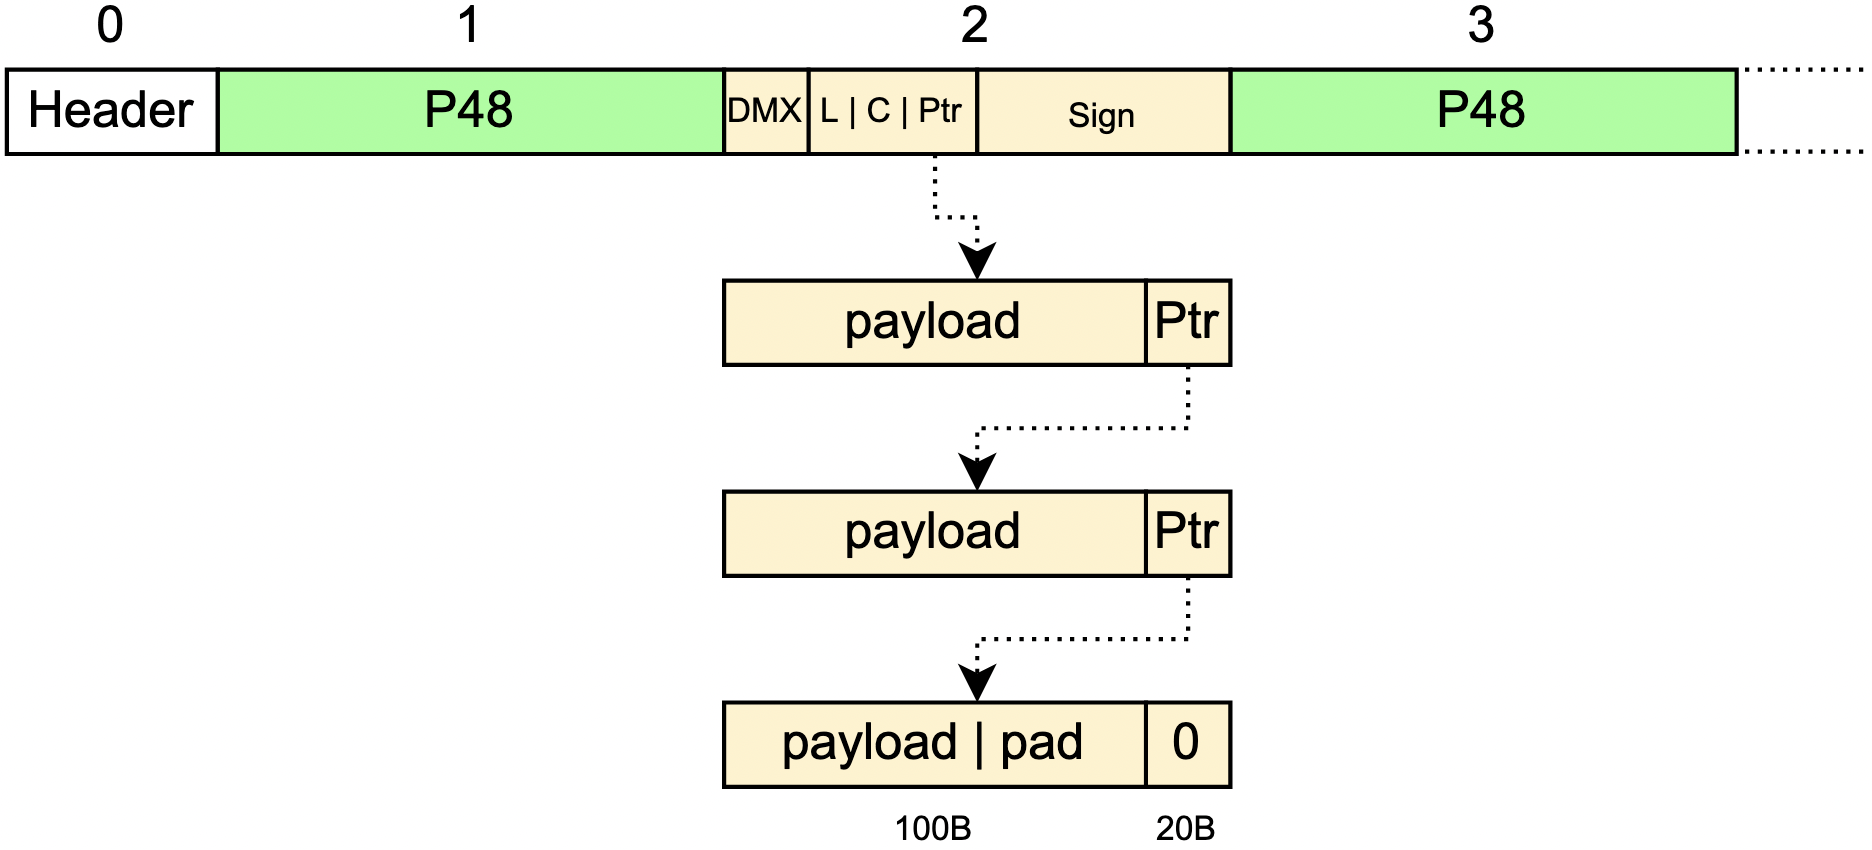 0 1 2 3
Header P48 DMX L | C | Ptr Sign P48
payload Ptr
payload Ptr
payload | pad 0
100B 20B